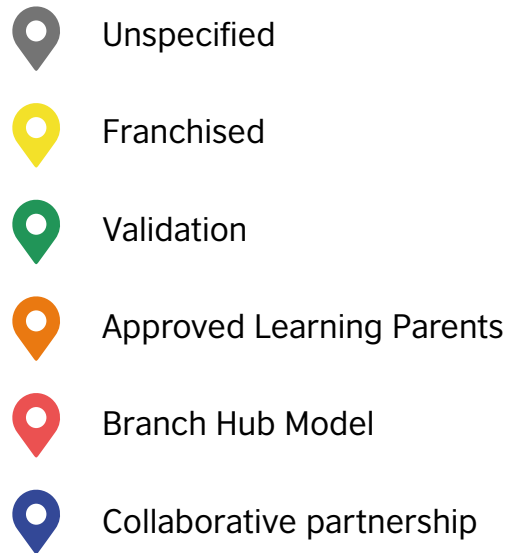 Unspecified
Franchised
Validation
Approved Learning Parents
Branch Hub Model
Collaborative partnership